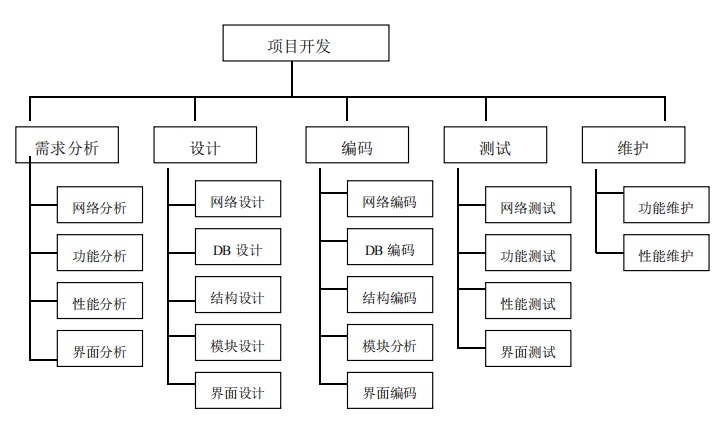 项目开发
需求分析
设计
编码
测试
维护
网络分析
功能分析
性能分析
界面分析
网络设计
DB 设计
结构设计
模块设计
界面设计
网络编码
DB 编码
结构编码
模块分析
界面编码
网络测试
功能测试
性能测试
界面测试
功能维护
性能维护